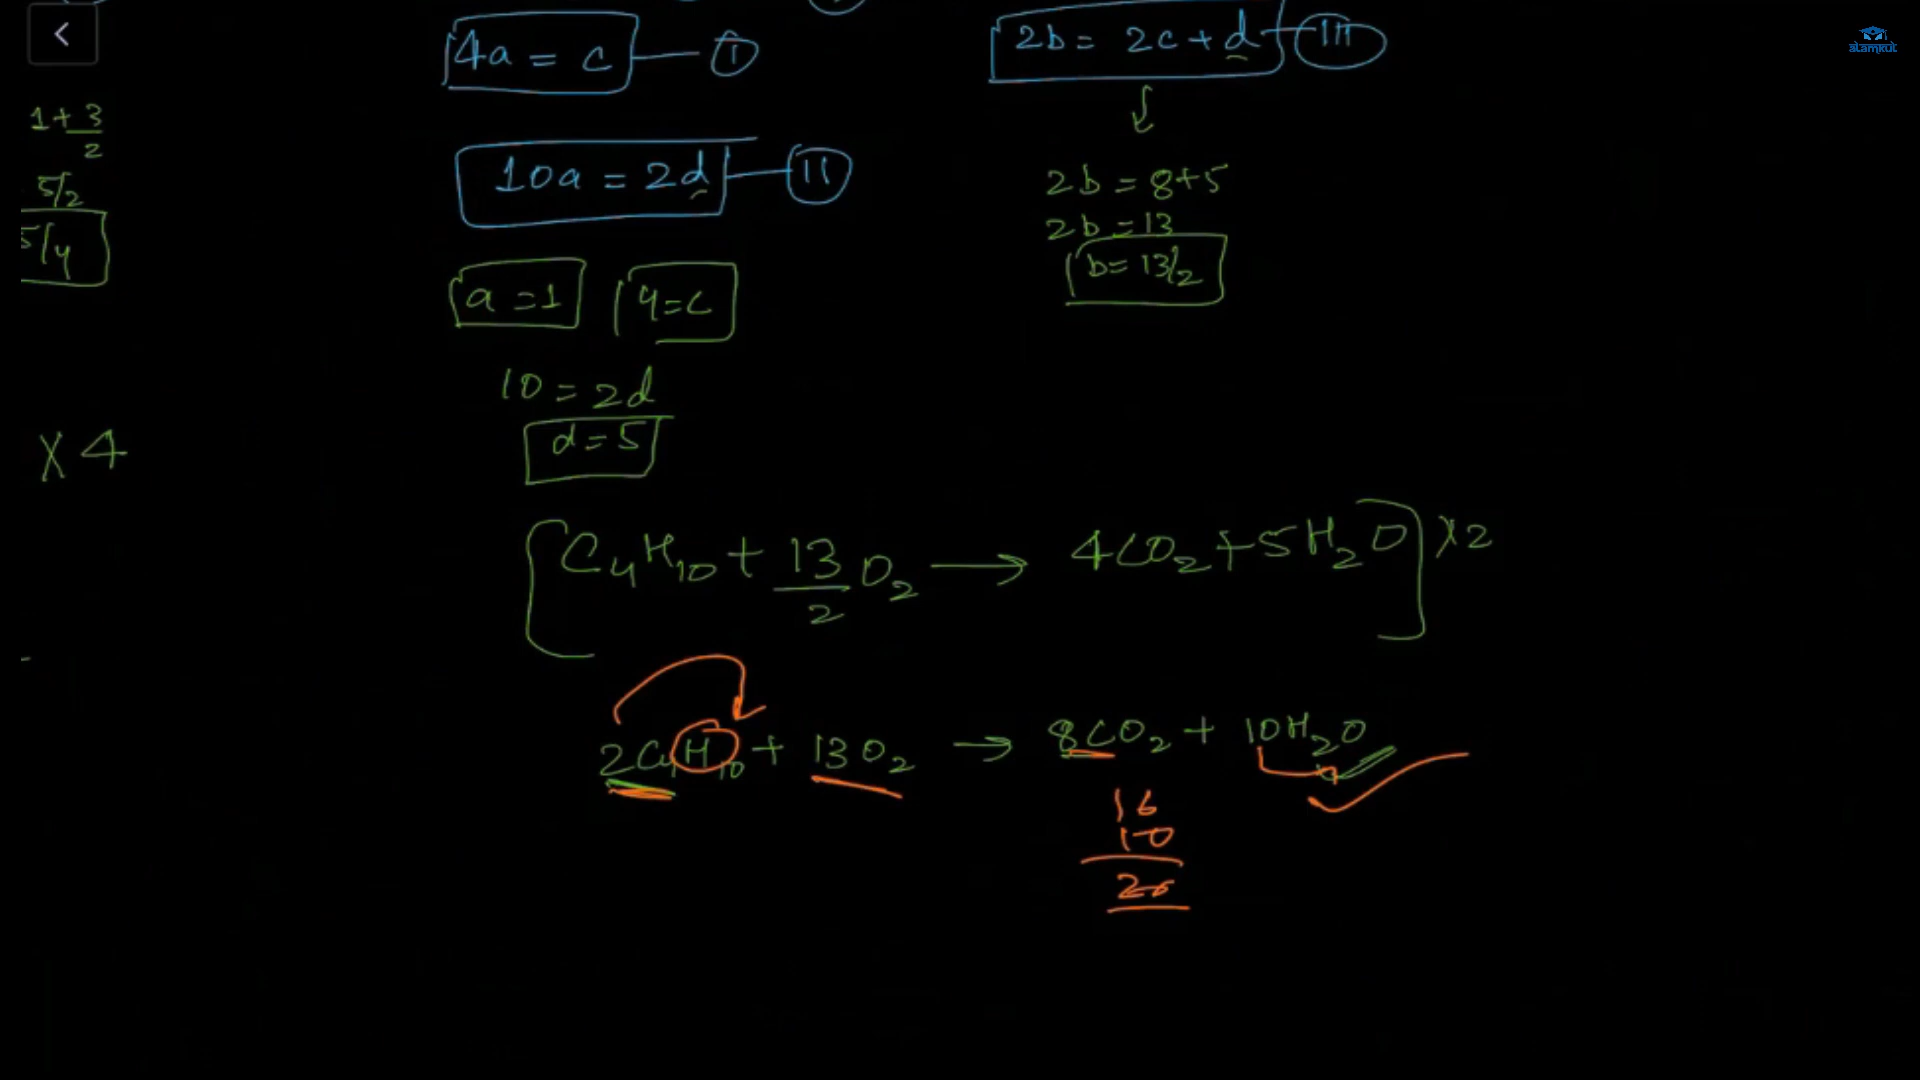 4a = c — I
2b = 2c + d — III
alamkut
1 + 3/2
5/2
5/4
10a = 2d — II
2b = 8+5
2b = 13
b = 13/2
a = 1
4 = c
10 = 2d
d = 5
X 4
[C4H10 + 13/2 O2 → 4CO2 + 5H2O] x2
2C4H10 + 13O2 → 8CO2 + 10H2O
16
10
26